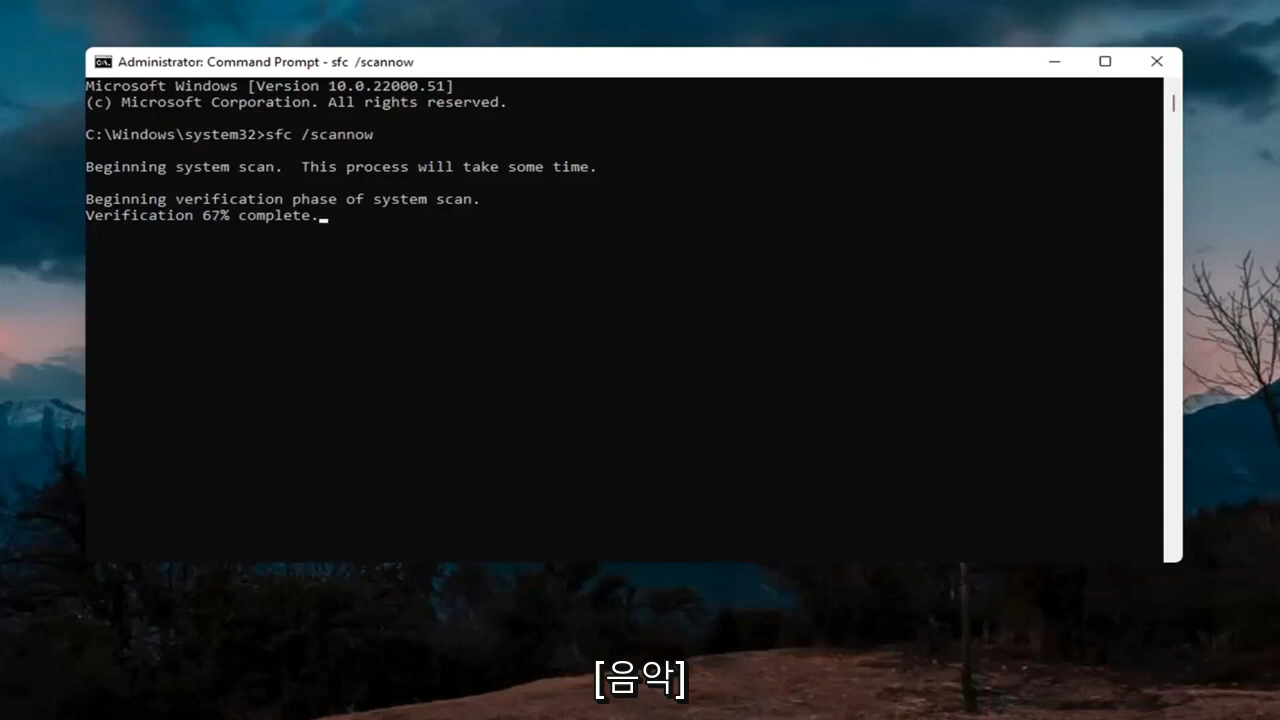 Administrator: Command Prompt - sfc  /scannow
Microsoft Windows [Version 10.0.22000.51]
(c) Microsoft Corporation. All rights reserved.
C:\Windows\system32>sfc /scannow
Beginning system scan.  This process will take some time.
Beginning verification phase of system scan.
Verification 67% complete.
[음악]